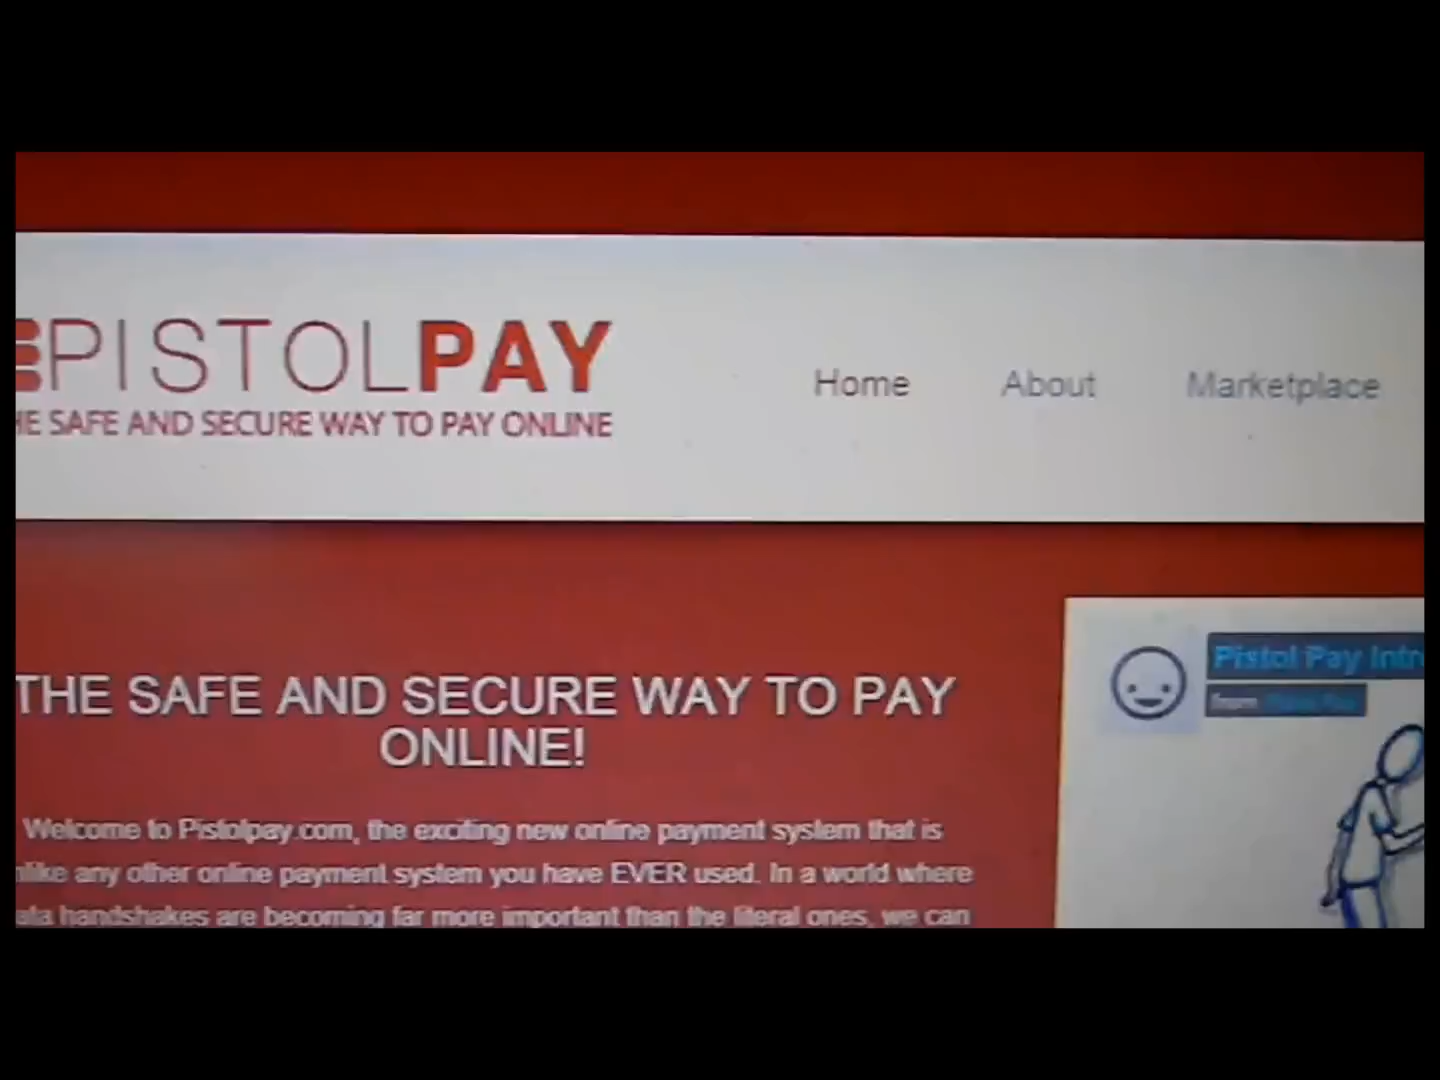 PISTOLPAY
HE SAFE AND SECURE WAY TO PAY ONLINE
Home About Marketplace
THE SAFE AND SECURE WAY TO PAY
ONLINE!
Pistol Pay Intr
from
Welcome to Pistolpay.com, the exciting new online payment system that is
nlike any other online payment system you have EVER used. In a world where
ata handshakes are becoming far more important than the literal ones, we can